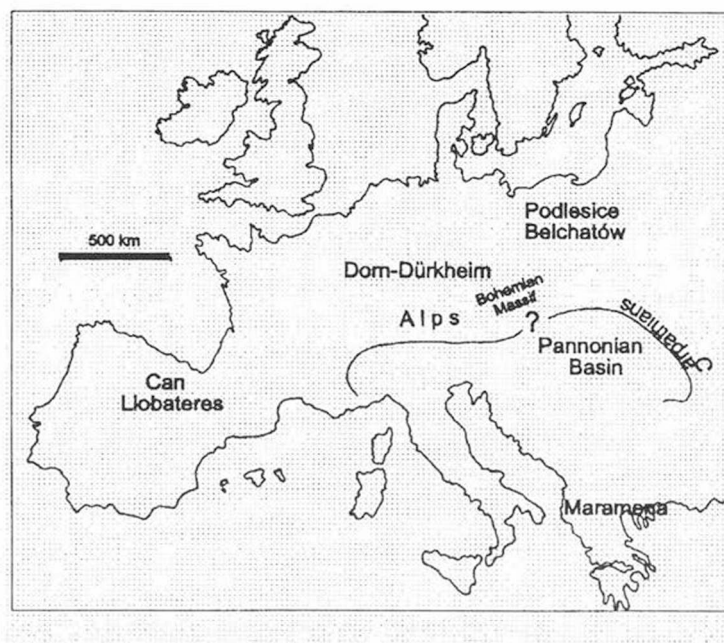 Podlesice
Belchatów
500 km
Dorn-Dürkheim
Bohemian
Massif
Alps
?
Carpathians
Pannonian
Basin
Can
Llobateres
Maramena